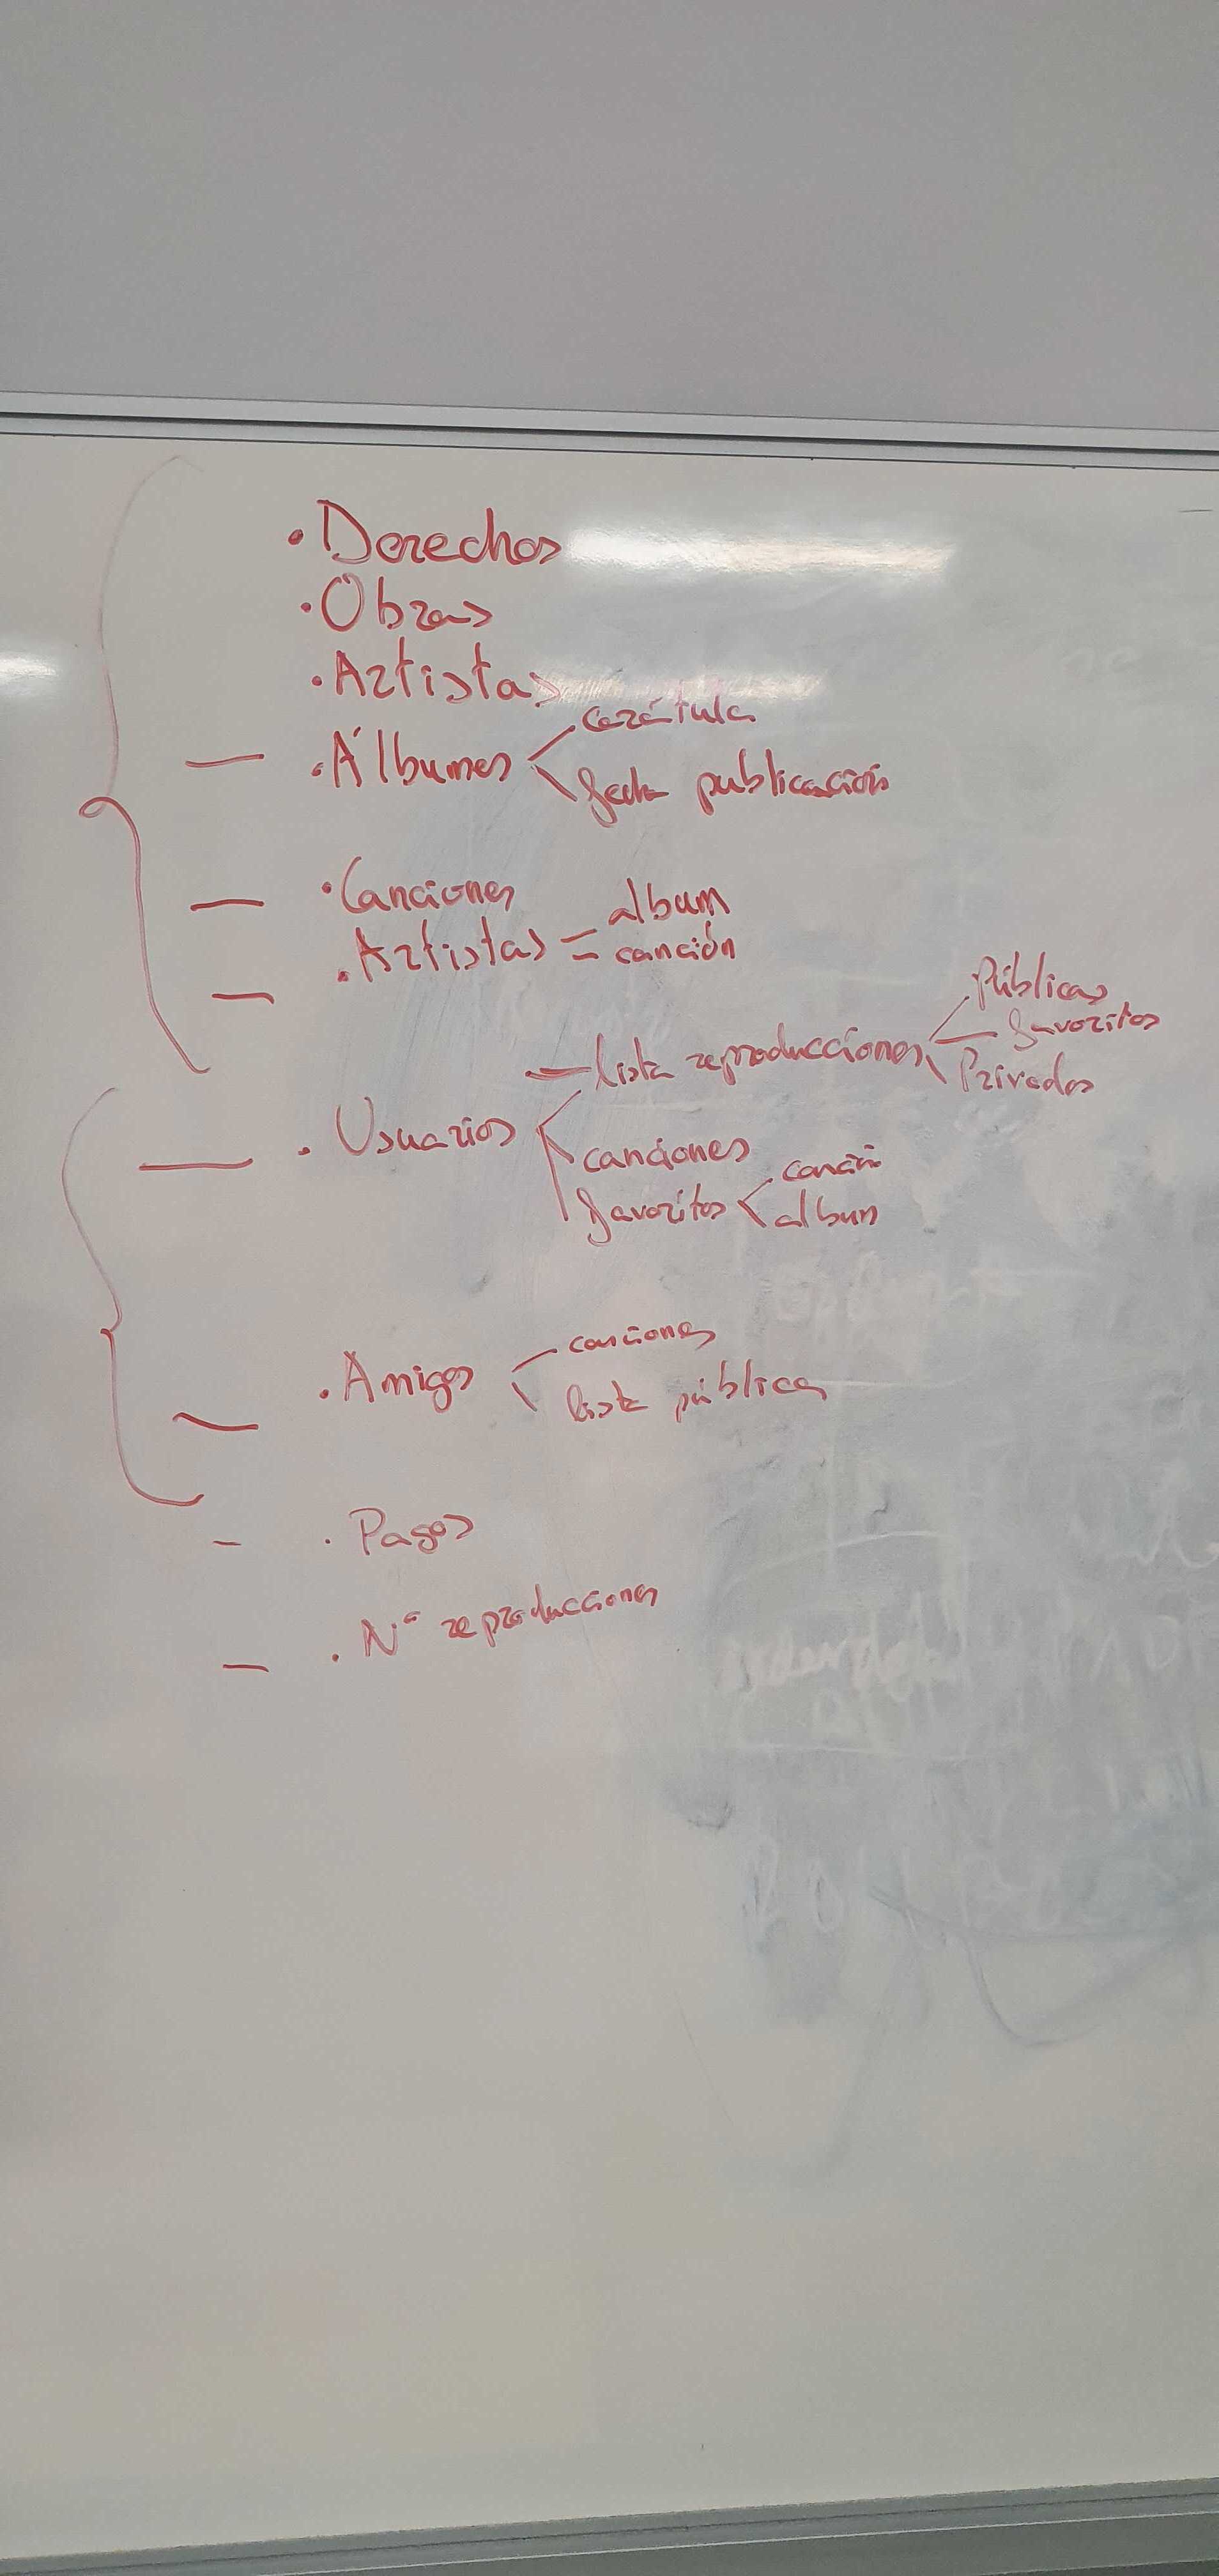 · Derechos
· Obras
· Artistas
— · Álbumes < carátula
fecha publicación
— · Canciones
— · Artistas = album
canción
— lista reproducciones < Públicas
favoritos
Privados
— · Usuarios
canciones
favoritos < canción
album
— · Amigos < canciones
lista pública
- · Pagos
— · Nº reproducciones